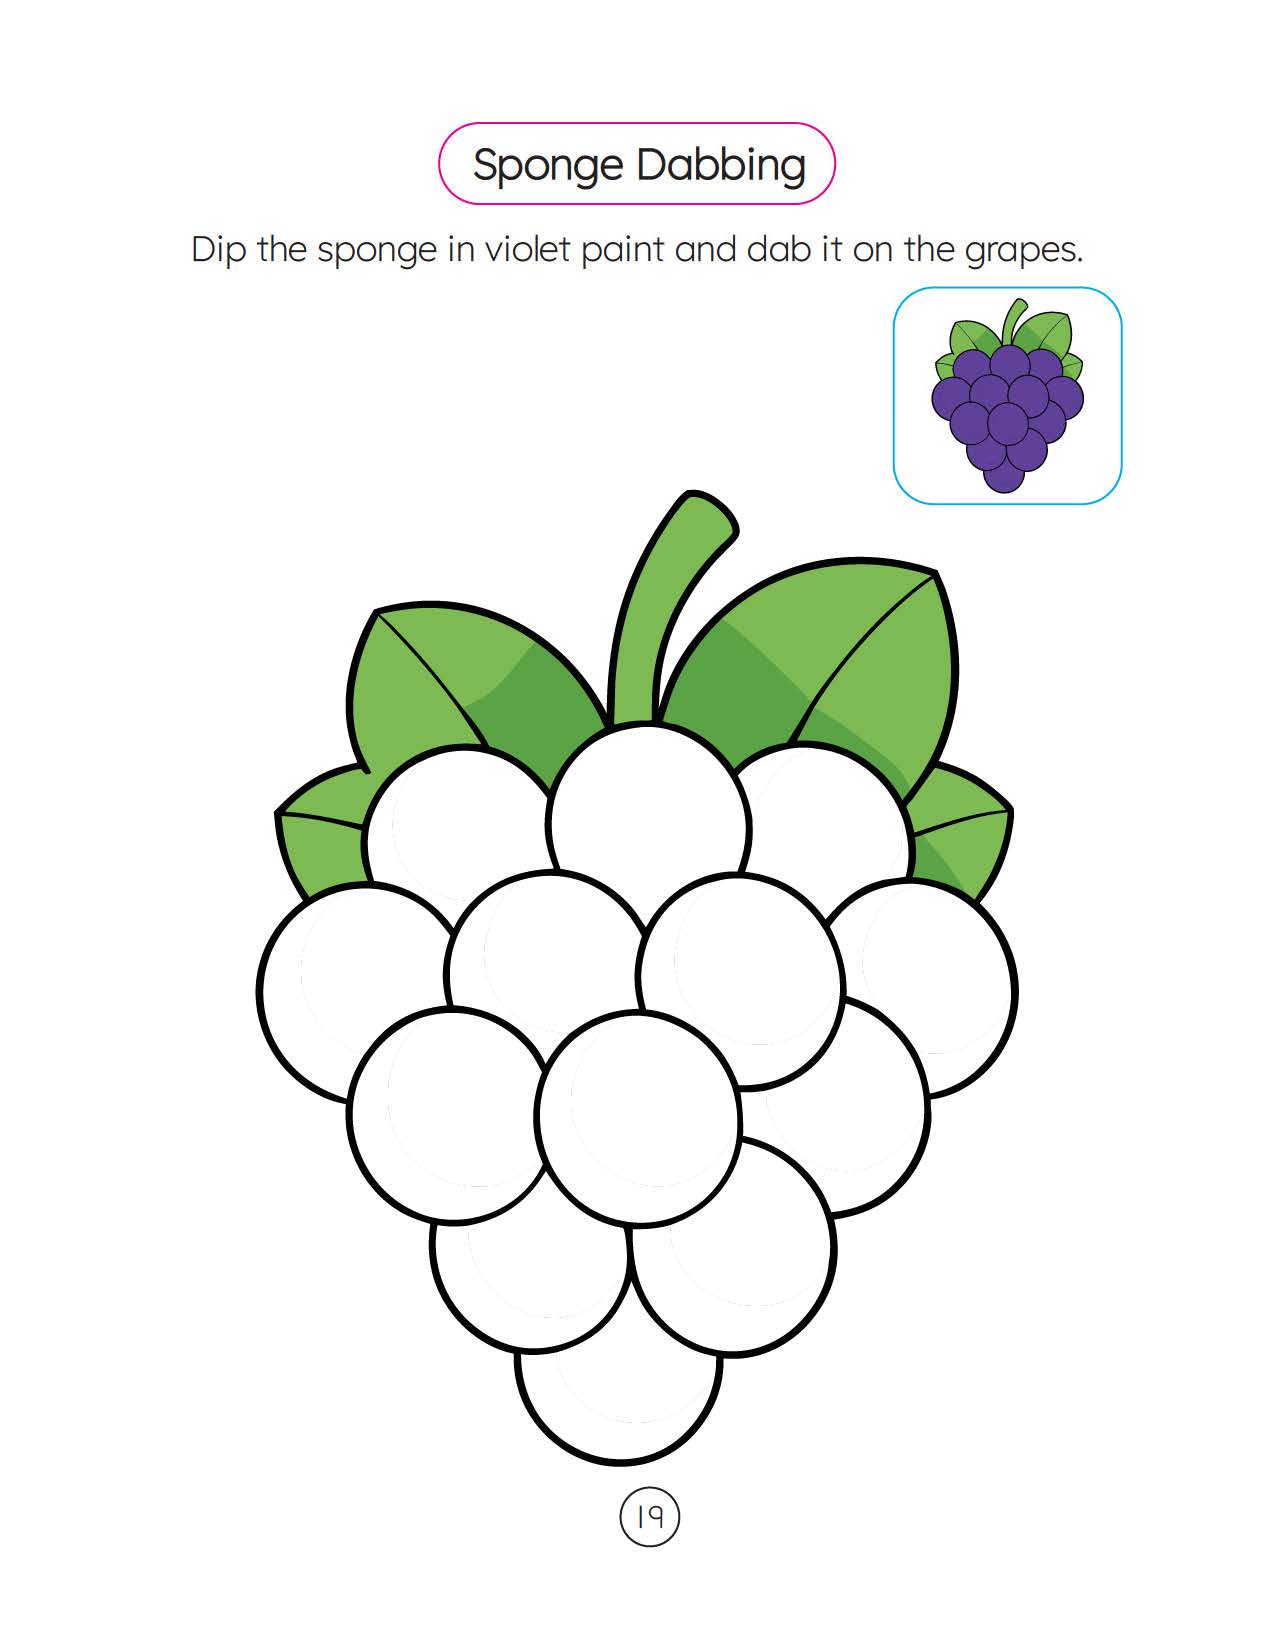 Sponge Dabbing
Dip the sponge in violet paint and dab it on the grapes.
19